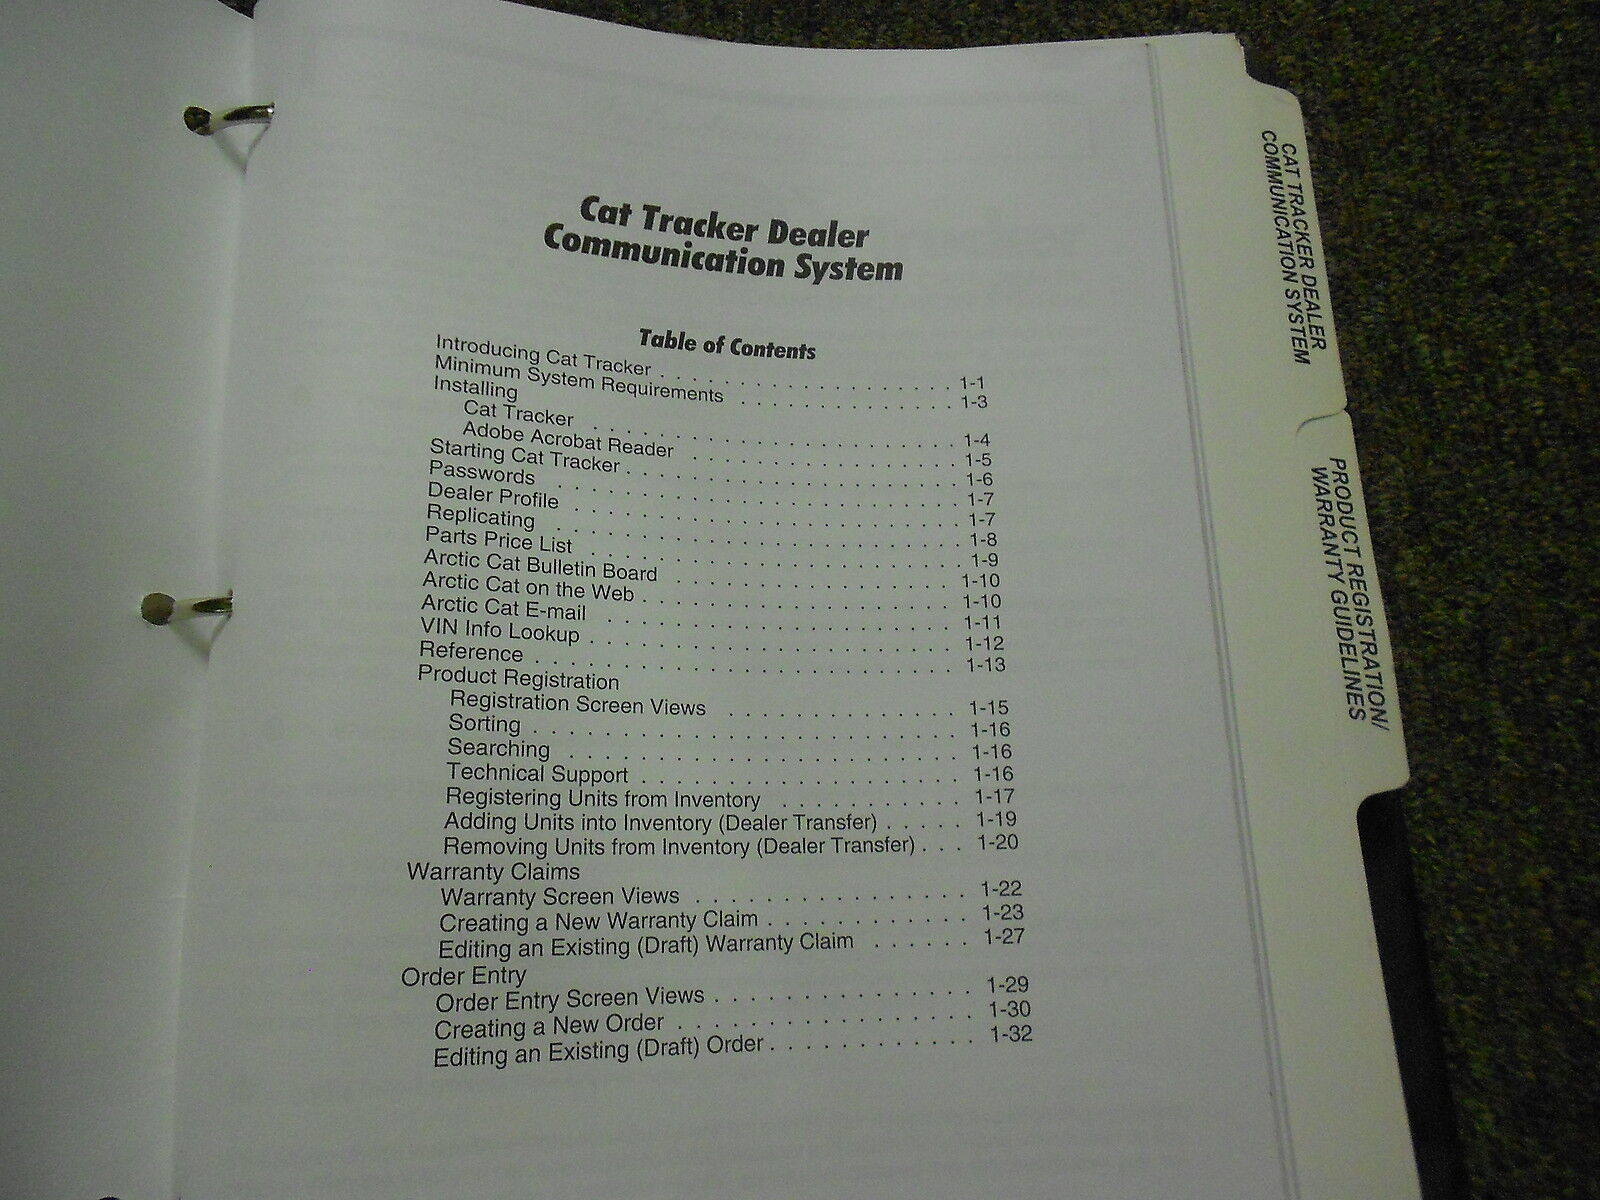 Cat Tracker Dealer
Communication System
Table of Contents
Introducing Cat Tracker . . . . . . . . . . . . . . . . . . . 1-1
Minimum System Requirements . . . . . . . . . . . . . . 1-3
Installing
Cat Tracker . . . . . . . . . . . . . . . . . . . . . . . 1-4
Adobe Acrobat Reader . . . . . . . . . . . . . . . . . 1-5
Starting Cat Tracker . . . . . . . . . . . . . . . . . . . . . 1-6
Passwords . . . . . . . . . . . . . . . . . . . . . . . . . . 1-7
Dealer Profile . . . . . . . . . . . . . . . . . . . . . . . . 1-7
Replicating . . . . . . . . . . . . . . . . . . . . . . . . . . 1-8
Parts Price List . . . . . . . . . . . . . . . . . . . . . . . 1-9
Arctic Cat Bulletin Board . . . . . . . . . . . . . . . . . . 1-10
Arctic Cat on the Web . . . . . . . . . . . . . . . . . . . . 1-10
Arctic Cat E-mail . . . . . . . . . . . . . . . . . . . . . . 1-11
VIN Info Lookup . . . . . . . . . . . . . . . . . . . . . . . 1-12
Reference . . . . . . . . . . . . . . . . . . . . . . . . . . . 1-13
Product Registration
Registration Screen Views . . . . . . . . . . . . . . . 1-15
Sorting . . . . . . . . . . . . . . . . . . . . . . . . . . . 1-16
Searching . . . . . . . . . . . . . . . . . . . . . . . . . 1-16
Technical Support . . . . . . . . . . . . . . . . . . . . 1-16
Registering Units from Inventory . . . . . . . . . . . 1-17
Adding Units into Inventory (Dealer Transfer) . . . . . 1-19
Removing Units from Inventory (Dealer Transfer) . . . 1-20
Warranty Claims
Warranty Screen Views . . . . . . . . . . . . . . . . . 1-22
Creating a New Warranty Claim . . . . . . . . . . . . 1-23
Editing an Existing (Draft) Warranty Claim . . . . . . 1-27
Order Entry
Order Entry Screen Views . . . . . . . . . . . . . . . . 1-29
Creating a New Order . . . . . . . . . . . . . . . . . . 1-30
Editing an Existing (Draft) Order . . . . . . . . . . . . 1-32
CAT TRACKER DEALER
COMMUNICATION SYSTEM
PRODUCT REGISTRATION/
WARRANTY GUIDELINES